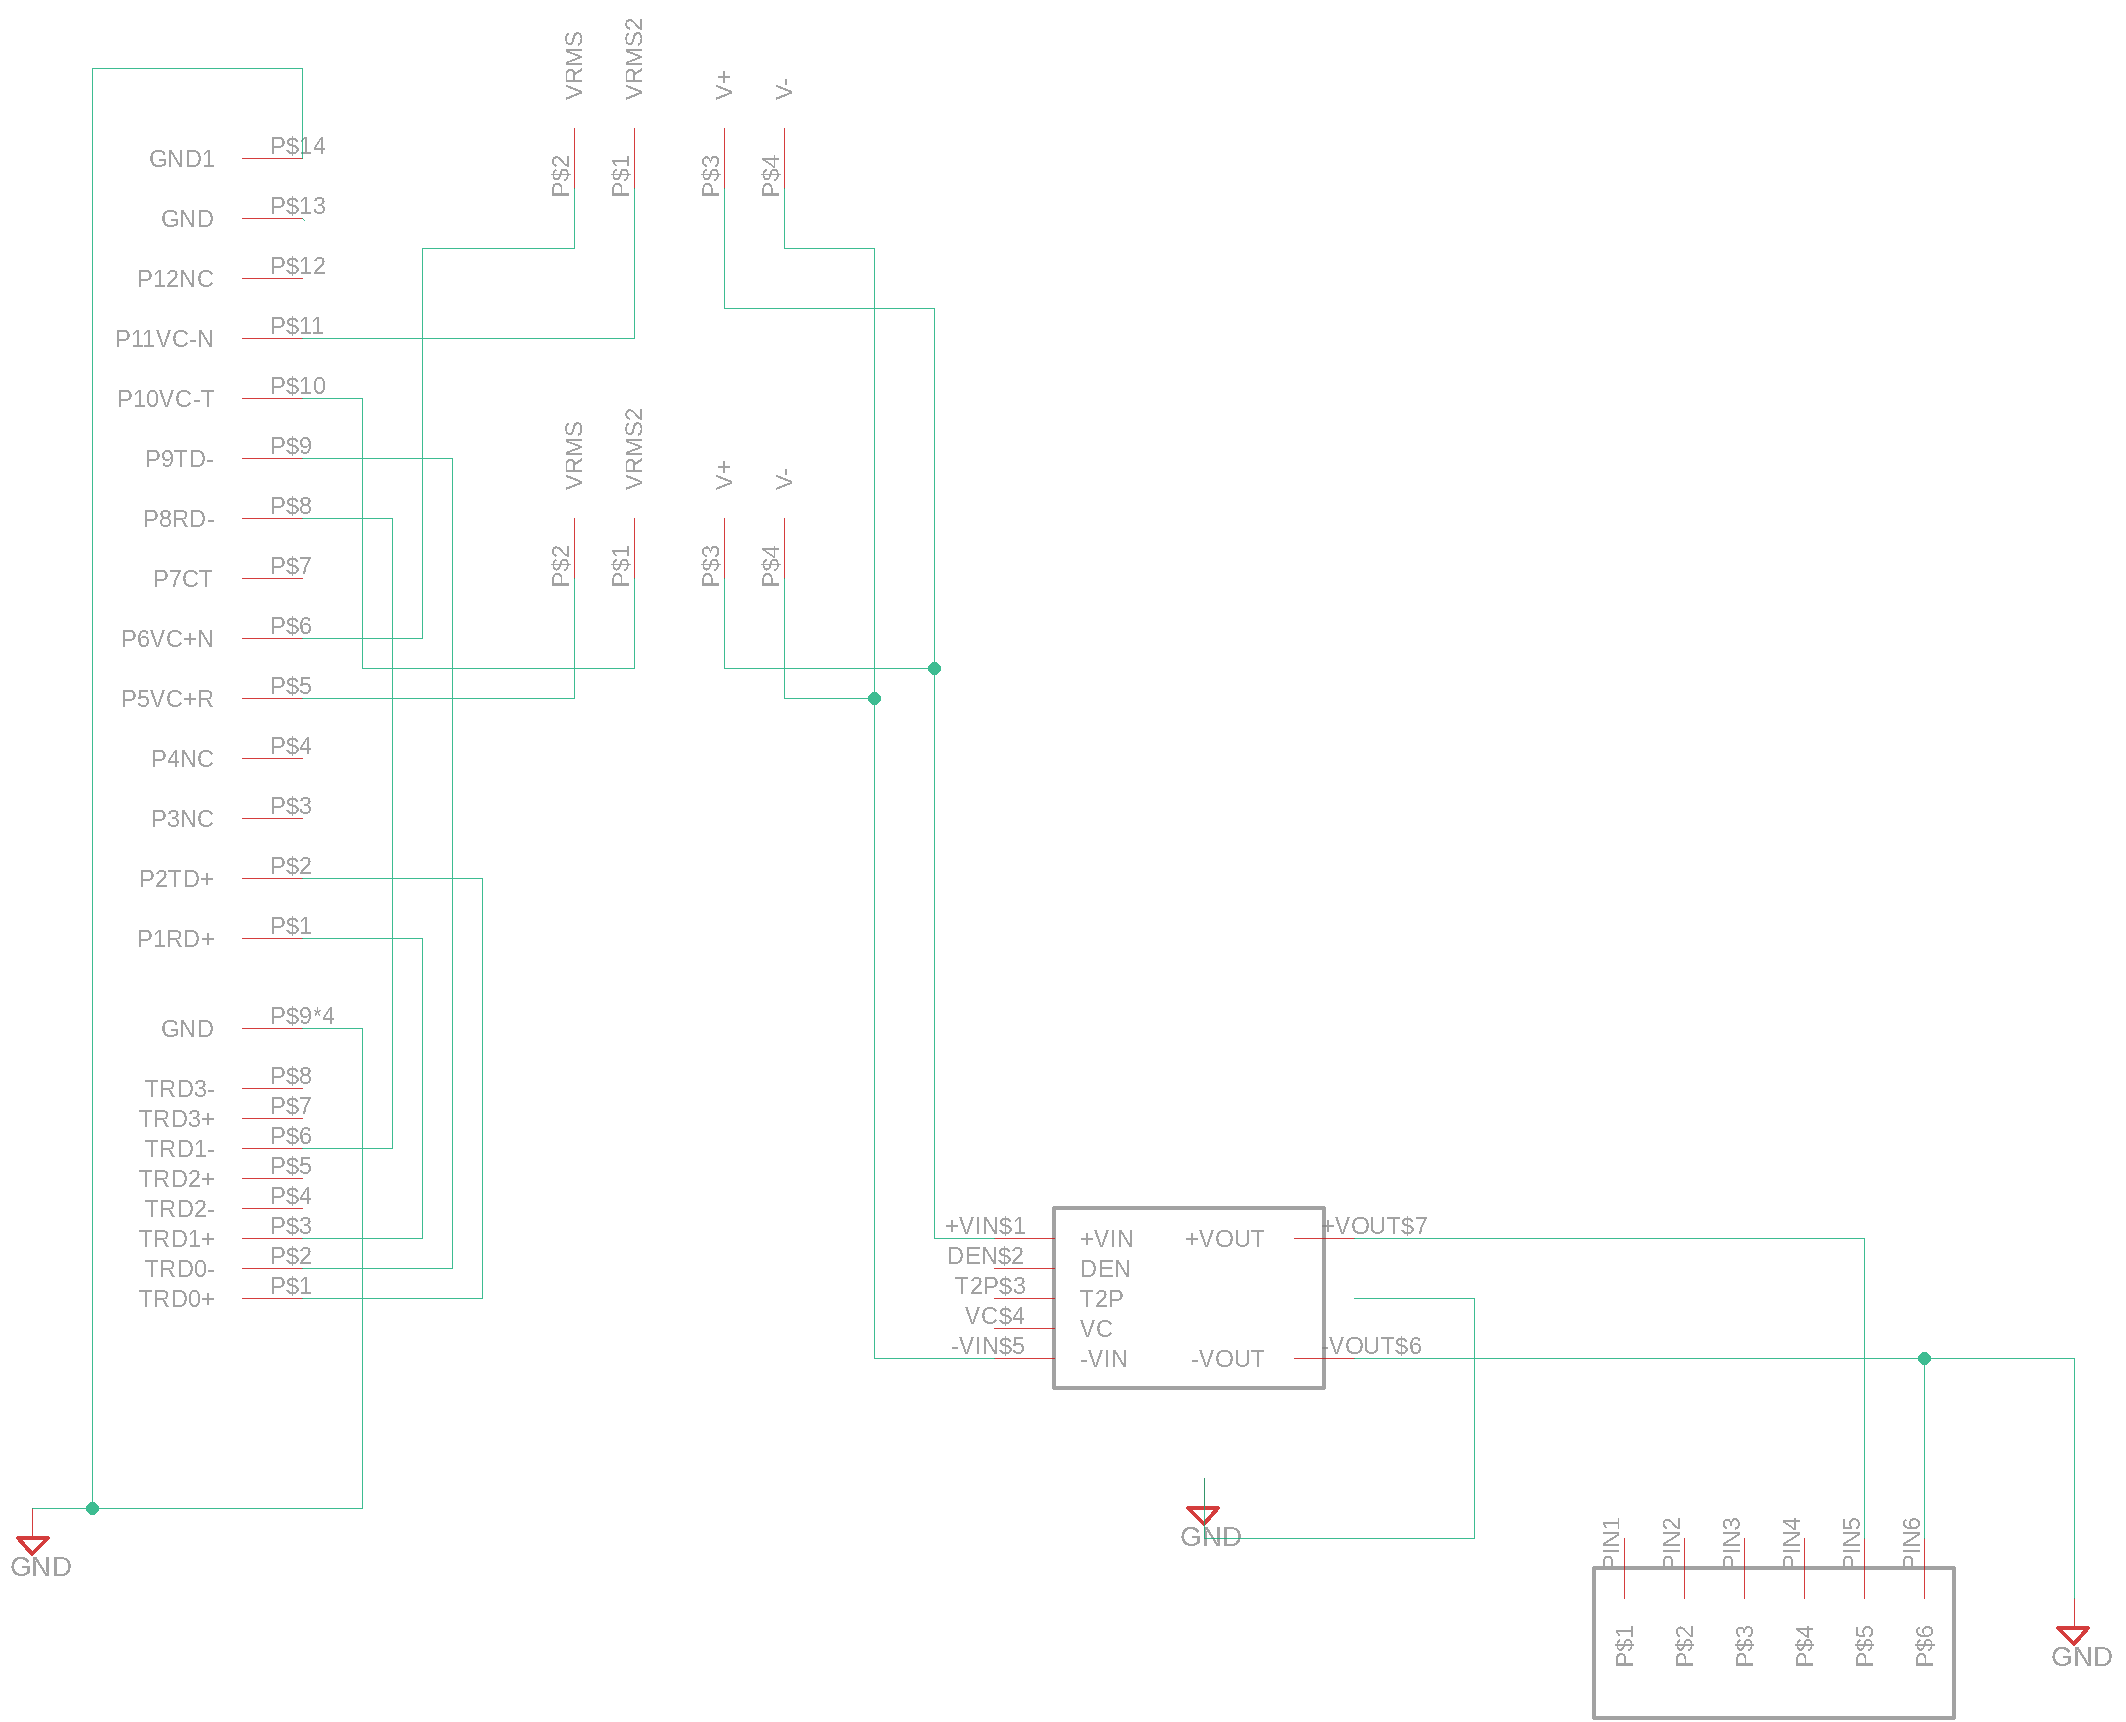 VRMS
VRMS2
V+
V-
P$2
P$1
P$3
P$4
GND1 P$14
GND P$13
P12NC P$12
P11VC-N P$11
P10VC-T P$10
P9TD- P$9
P8RD- P$8
P7CT P$7
P6VC+N P$6
P5VC+R P$5
P4NC P$4
P3NC P$3
P2TD+ P$2
P1RD+ P$1
VRMS
VRMS2
V+
V-
P$2
P$1
P$3
P$4
GND P$9*4
TRD3- P$8
TRD3+ P$7
TRD1- P$6
TRD2+ P$5
TRD2- P$4
TRD1+ P$3
TRD0- P$2
TRD0+ P$1
GND
+VIN$1 +VIN +VOUT +VOUT$7
DEN$2 DEN
T2P$3 T2P
VC$4 VC
-VIN$5 -VIN -VOUT -VOUT$6
GND
PIN1
PIN2
PIN3
PIN4
PIN5
PIN6
P$1
P$2
P$3
P$4
P$5
P$6
GND